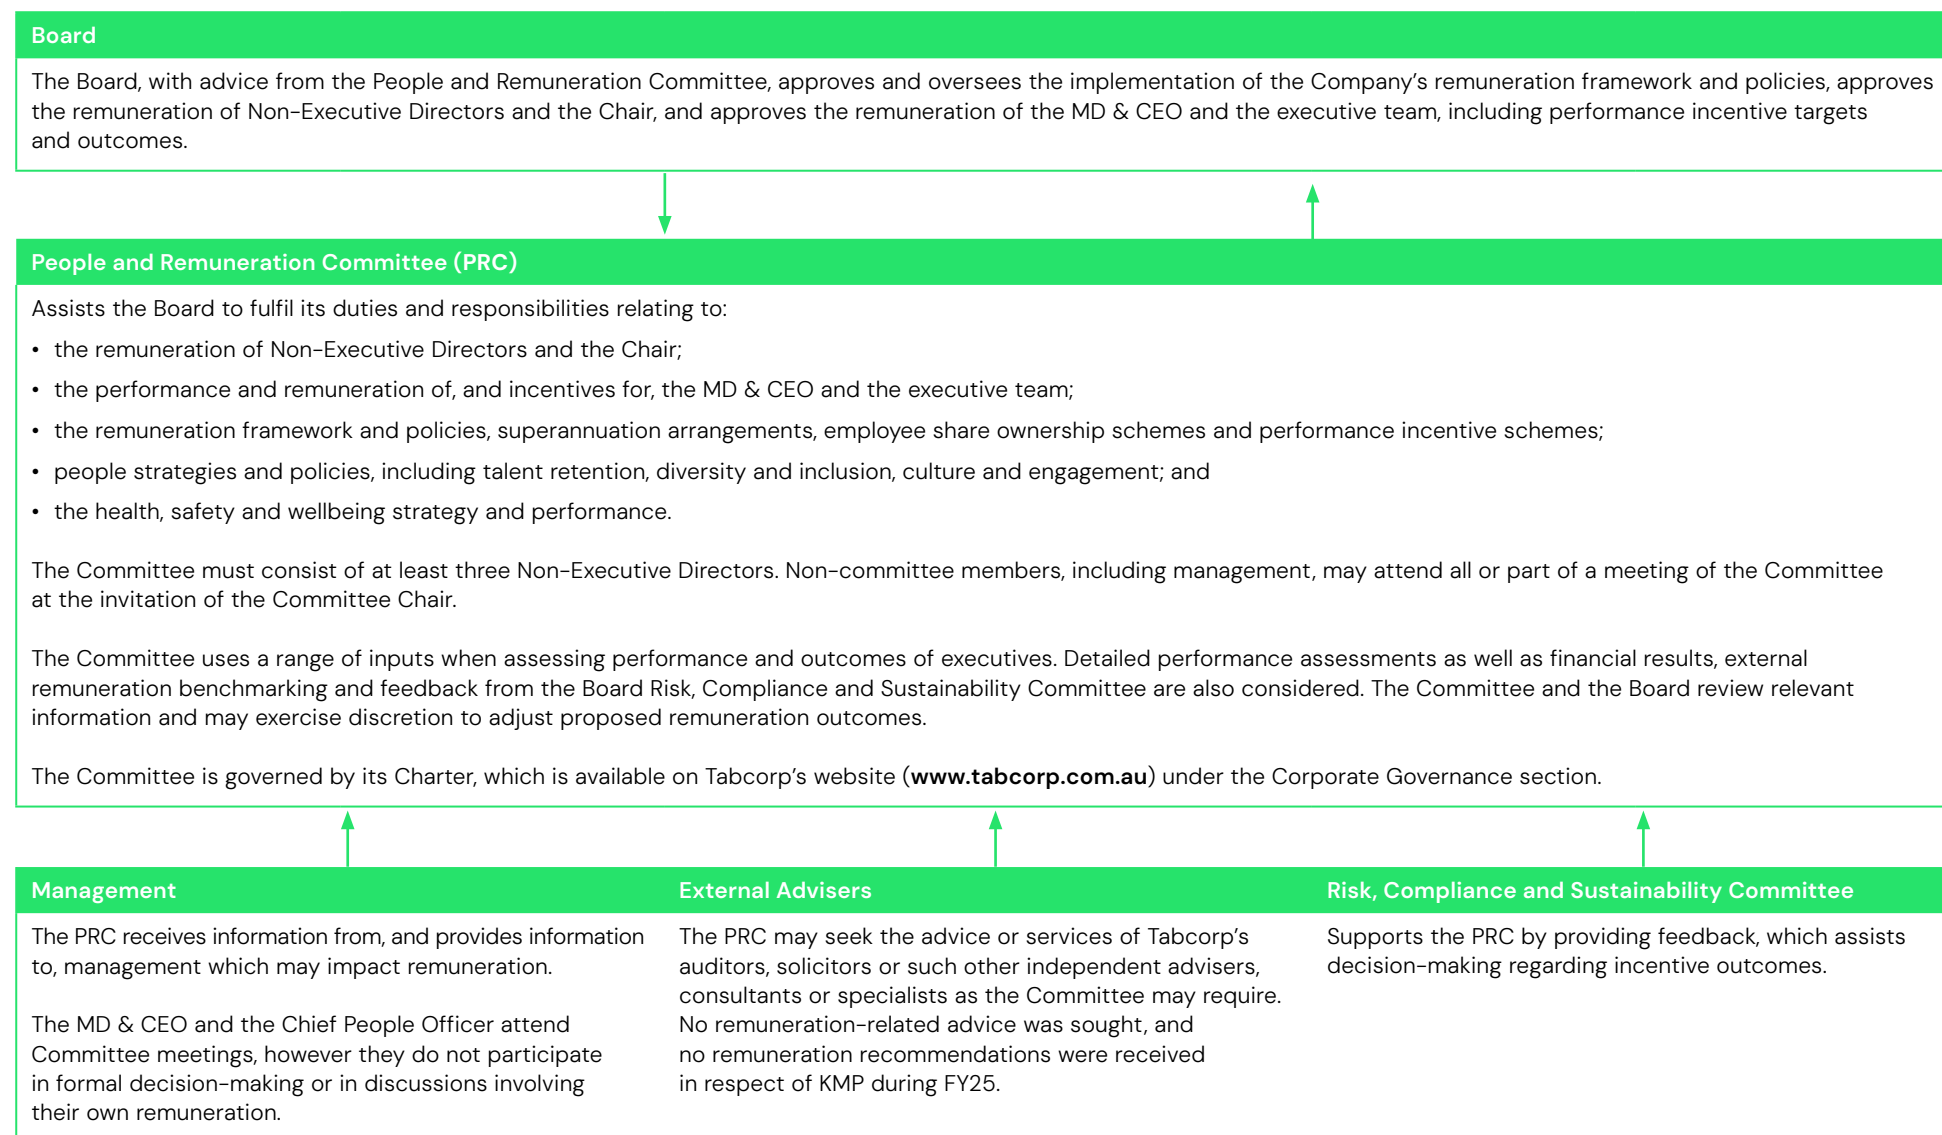 Board
The Board, with advice from the People and Remuneration Committee, approves and oversees the implementation of the Company’s remuneration framework and policies, approves
the remuneration of Non-Executive Directors and the Chair, and approves the remuneration of the MD & CEO and the executive team, including performance incentive targets
and outcomes.
People and Remuneration Committee (PRC)
Assists the Board to fulfil its duties and responsibilities relating to:
• the remuneration of Non-Executive Directors and the Chair;
• the performance and remuneration of, and incentives for, the MD & CEO and the executive team;
• the remuneration framework and policies, superannuation arrangements, employee share ownership schemes and performance incentive schemes;
• people strategies and policies, including talent retention, diversity and inclusion, culture and engagement; and
• the health, safety and wellbeing strategy and performance.
The Committee must consist of at least three Non-Executive Directors. Non-committee members, including management, may attend all or part of a meeting of the Committee
at the invitation of the Committee Chair.
The Committee uses a range of inputs when assessing performance and outcomes of executives. Detailed performance assessments as well as financial results, external
remuneration benchmarking and feedback from the Board Risk, Compliance and Sustainability Committee are also considered. The Committee and the Board review relevant
information and may exercise discretion to adjust proposed remuneration outcomes.
The Committee is governed by its Charter, which is available on Tabcorp’s website (www.tabcorp.com.au) under the Corporate Governance section.
Management
The PRC receives information from, and provides information
to, management which may impact remuneration.
The MD & CEO and the Chief People Officer attend
Committee meetings, however they do not participate
in formal decision-making or in discussions involving
their own remuneration.
External Advisers
The PRC may seek the advice or services of Tabcorp’s
auditors, solicitors or such other independent advisers,
consultants or specialists as the Committee may require.
No remuneration-related advice was sought, and
no remuneration recommendations were received
in respect of KMP during FY25.
Risk, Compliance and Sustainability Committee
Supports the PRC by providing feedback, which assists
decision-making regarding incentive outcomes.